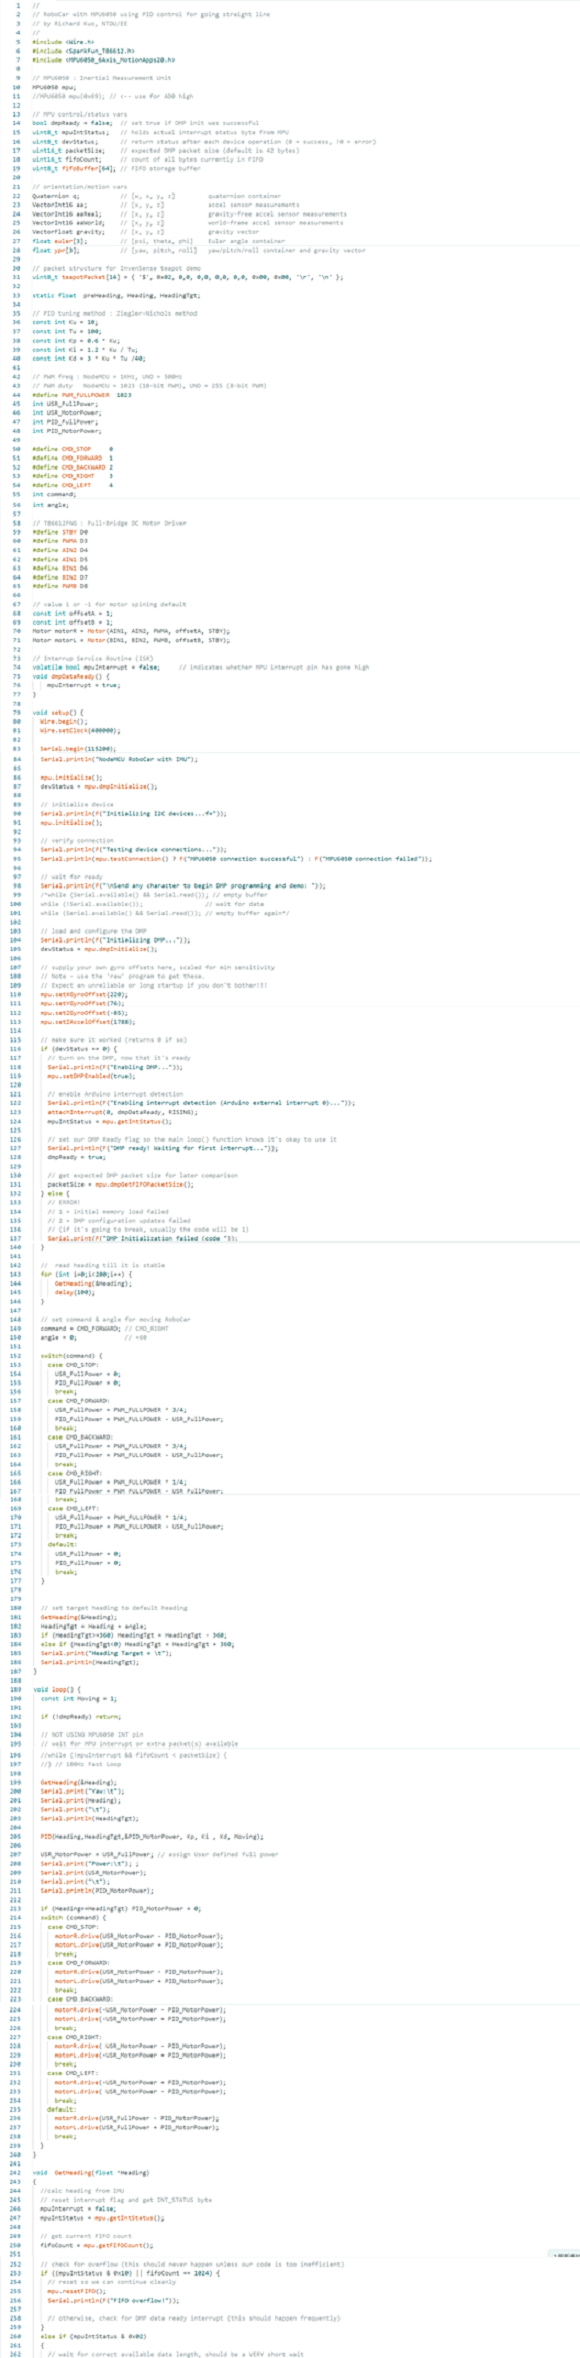 1 //
2 // RoboCar with MPU6050 using PID control for going straight line
3 // by Richard Kuo, NTOU/EE
4 //
5 #include <Wire.h>
6 #include <SparkFun_TB6612.h>
7 #include <MPU6050_6Axis_MotionApps20.h>
8
9 // MPU6050 : Inertial Measurement Unit
10 MPU6050 mpu;
11 //MPU6050 mpu(0x69); // <-- use for AD0 high
12
13 // MPU control/status vars
14 bool dmpReady = false; // set true if DMP init was successful
15 uint8_t mpuIntStatus; // holds actual interrupt status byte from MPU
16 uint8_t devStatus; // return status after each device operation (0 = success, !0 = error)
17 uint16_t packetSize; // expected DMP packet size (default is 42 bytes)
18 uint16_t fifoCount; // count of all bytes currently in FIFO
19 uint8_t fifoBuffer[64]; // FIFO storage buffer
20
21 // orientation/motion vars
22 Quaternion q; // [w, x, y, z] quaternion container
23 VectorInt16 aa; // [x, y, z] accel sensor measurements
24 VectorInt16 aaReal; // [x, y, z] gravity-free accel sensor measurements
25 VectorInt16 aaWorld; // [x, y, z] world-frame accel sensor measurements
26 VectorFloat gravity; // [x, y, z] gravity vector
27 float euler[3]; // [psi, theta, phi] Euler angle container
28 float ypr[3]; // [yaw, pitch, roll] yaw/pitch/roll container and gravity vector
29
30 // packet structure for InvenSense teapot demo
31 uint8_t teapotPacket[14] = { '$', 0x02, 0,0, 0,0, 0,0, 0,0, 0x00, 0x00, '\r', '\n' };
32
33 static float preHeading, Heading, HeadingTgt;
34
35 // PID tuning method : Ziegler-Nichols method
36 const int Ku = 10;
37 const int Tu = 100;
38 const int Kp = 0.6 * Ku;
39 const int Ki = 1.2 * Ku / Tu;
40 const int Kd = 3 * Ku * Tu /40;
41
42 // PWM freq : NodeMCU = 1KHz, UNO = 500Hz
43 // PWM duty : NodeMCU = 1023 (10-bit PWM), UNO = 255 (8-bit PWM)
44 #define PWM_FULLPOWER 1023
45 int USR_FullPower;
46 int USR_MotorPower;
47 int PID_FullPower;
48 int PID_MotorPower;
49
50 #define CMD_STOP 0
51 #define CMD_FORWARD 1
52 #define CMD_BACKWARD 2
53 #define CMD_RIGHT 3
54 #define CMD_LEFT 4
55 int command;
56 int angle;
57
58 // TB6612FNG : Full-Bridge DC Motor Driver
59 #define STBY D0
60 #define PWMA D3
61 #define AIN2 D4
62 #define AIN1 D5
63 #define BIN1 D6
64 #define BIN2 D7
65 #define PWMB D8
66
67 // value 1 or -1 for motor spining default
68 const int offsetA = 1;
69 const int offsetB = 1;
70 Motor motorR = Motor(AIN1, AIN2, PWMA, offsetA, STBY);
71 Motor motorL = Motor(BIN1, BIN2, PWMB, offsetB, STBY);
72
73 // Interrup Service Routine (ISR)
74 volatile bool mpuInterrupt = false; // indicates whether MPU interrupt pin has gone high
75 void dmpDataReady() {
76 mpuInterrupt = true;
77 }
78
79 void setup() {
80 Wire.begin();
81 Wire.setClock(400000);
82
83 Serial.begin(115200);
84 Serial.println("NodeMCU RoboCar with IMU");
85
86 mpu.initialize();
87 devStatus = mpu.dmpInitialize();
88
89 // initialize device
90 Serial.println(F("Initializing I2C devices..."));
91 mpu.initialize();
92
93 // verify connection
94 Serial.println(F("Testing device connections..."));
95 Serial.println(mpu.testConnection() ? F("MPU6050 connection successful") : F("MPU6050 connection failed"));
96
97 // wait for ready
98 Serial.println(F("\nSend any character to begin DMP programming and demo: "));
99 /*while (Serial.available() && Serial.read()); // empty buffer
100 while (!Serial.available()); // wait for data
101 while (Serial.available() && Serial.read()); // empty buffer again*/
102
103 // load and configure the DMP
104 Serial.println(F("Initializing DMP..."));
105 devStatus = mpu.dmpInitialize();
106
107 // supply your own gyro offsets here, scaled for min sensitivity
108 // Note - use the 'raw' program to get these.
109 // Expect an unreliable or long startup if you don't bother!!!
110 mpu.setXGyroOffset(220);
111 mpu.setYGyroOffset(76);
112 mpu.setZGyroOffset(-85);
113 mpu.setZAccelOffset(1788);
114
115 // make sure it worked (returns 0 if so)
116 if (devStatus == 0) {
117 // turn on the DMP, now that it's ready
118 Serial.println(F("Enabling DMP..."));
119 mpu.setDMPEnabled(true);
120
121 // enable Arduino interrupt detection
122 Serial.println(F("Enabling interrupt detection (Arduino external interrupt 0)..."));
123 attachInterrupt(0, dmpDataReady, RISING);
124 mpuIntStatus = mpu.getIntStatus();
125
126 // set our DMP Ready flag so the main loop() function knows it's okay to use it
127 Serial.println(F("DMP ready! Waiting for first interrupt..."));
128 dmpReady = true;
129
130 // get expected DMP packet size for later comparison
131 packetSize = mpu.dmpGetFIFOPacketSize();
132 } else {
133 // ERROR!
134 // 1 = initial memory load failed
135 // 2 = DMP configuration updates failed
136 // (if it's going to break, usually the code will be 1)
137 Serial.print(F("DMP Initialization failed (code "));
140 }
141
142 // read heading till it is stable
143 for (int i=0;i<200;i++) {
144 GetHeading(&Heading);
145 delay(100);
146 }
147
148 // set command & angle for moving RoboCar
149 command = CMD_FORWARD; // CMD_RIGHT
150 angle = 0; // +60
151
152 switch(command) {
153 case CMD_STOP:
154 USR_FullPower = 0;
155 PID_FullPower = 0;
156 break;
157 case CMD_FORWARD:
158 USR_FullPower = PWM_FULLPOWER * 3/4;
159 PID_FullPower = PWM_FULLPOWER - USR_FullPower;
160 break;
161 case CMD_BACKWARD:
162 USR_FullPower = PWM_FULLPOWER * 3/4;
163 PID_FullPower = PWM_FULLPOWER - USR_FullPower;
164 break;
165 case CMD_RIGHT:
166 USR_FullPower = PWM_FULLPOWER * 1/4;
167 PID_FullPower = PWM_FULLPOWER - USR_FullPower;
168 break;
169 case CMD_LEFT:
170 USR_FullPower = PWM_FULLPOWER * 1/4;
171 PID_FullPower = PWM_FULLPOWER - USR_FullPower;
172 break;
173 default:
174 USR_FullPower = 0;
175 PID_FullPower = 0;
176 break;
177 }
178
179
180 // set target heading to default heading
181 GetHeading(&Heading);
182 HeadingTgt = Heading + angle;
183 if (HeadingTgt>=360) HeadingTgt = HeadingTgt - 360;
184 else if (HeadingTgt<0) HeadingTgt = HeadingTgt + 360;
185 Serial.print("Heading Target = \t");
186 Serial.println(HeadingTgt);
187 }
188
189 void loop() {
190 const int Moving = 1;
191
192 if (!dmpReady) return;
193
194 // NOT USING MPU6050 INT pin
195 // wait for MPU interrupt or extra packet(s) available
196 //while (!mpuInterrupt && fifoCount < packetSize) {
197 //} // 100Hz Fast Loop
198
199 GetHeading(&Heading);
200 Serial.print("Yaw:\t");
201 Serial.print(Heading);
202 Serial.print("\t");
203 Serial.println(HeadingTgt);
204
205 PID(Heading,HeadingTgt,&PID_MotorPower, Kp, Ki , Kd, Moving);
206
207 USR_MotorPower = USR_FullPower; // assign User defined full power
208 Serial.print("Power:\t"); ;
209 Serial.print(USR_MotorPower);
210 Serial.print("\t");
211 Serial.println(PID_MotorPower);
212
213 if (Heading==HeadingTgt) PID_MotorPower = 0;
214 switch (command) {
215 case CMD_STOP:
216 motorR.drive(USR_MotorPower - PID_MotorPower);
217 motorL.drive(USR_MotorPower + PID_MotorPower);
218 break;
219 case CMD_FORWARD:
220 motorR.drive(USR_MotorPower - PID_MotorPower);
221 motorL.drive(USR_MotorPower + PID_MotorPower);
222 break;
223 case CMD_BACKWARD:
224 motorR.drive(-USR_MotorPower - PID_MotorPower);
225 motorL.drive(-USR_MotorPower + PID_MotorPower);
226 break;
227 case CMD_RIGHT:
228 motorR.drive( USR_MotorPower - PID_MotorPower);
229 motorL.drive(-USR_MotorPower + PID_MotorPower);
230 break;
231 case CMD_LEFT:
232 motorR.drive(-USR_MotorPower + PID_MotorPower);
233 motorL.drive( USR_MotorPower - PID_MotorPower);
234 break;
235 default:
236 motorR.drive(USR_FullPower - PID_MotorPower);
237 motorL.drive(USR_FullPower + PID_MotorPower);
238 break;
239 }
240 }
241
242 void GetHeading(float *Heading)
243 {
244 //calc heading from IMU
245 // reset interrupt flag and get INT_STATUS byte
246 mpuInterrupt = false;
247 mpuIntStatus = mpu.getIntStatus();
248
249 // get current FIFO count
250 fifoCount = mpu.getFIFOCount();
251
252 // check for overflow (this should never happen unless our code is too inefficient)
253 if ((mpuIntStatus & 0x10) || fifoCount == 1024) {
254 // reset so we can continue cleanly
255 mpu.resetFIFO();
256 Serial.println(F("FIFO overflow!"));
257
258 // otherwise, check for DMP data ready interrupt (this should happen frequently)
259 }
260 else if (mpuIntStatus & 0x02)
261 {
262 // wait for correct available data length, should be a VERY short wait